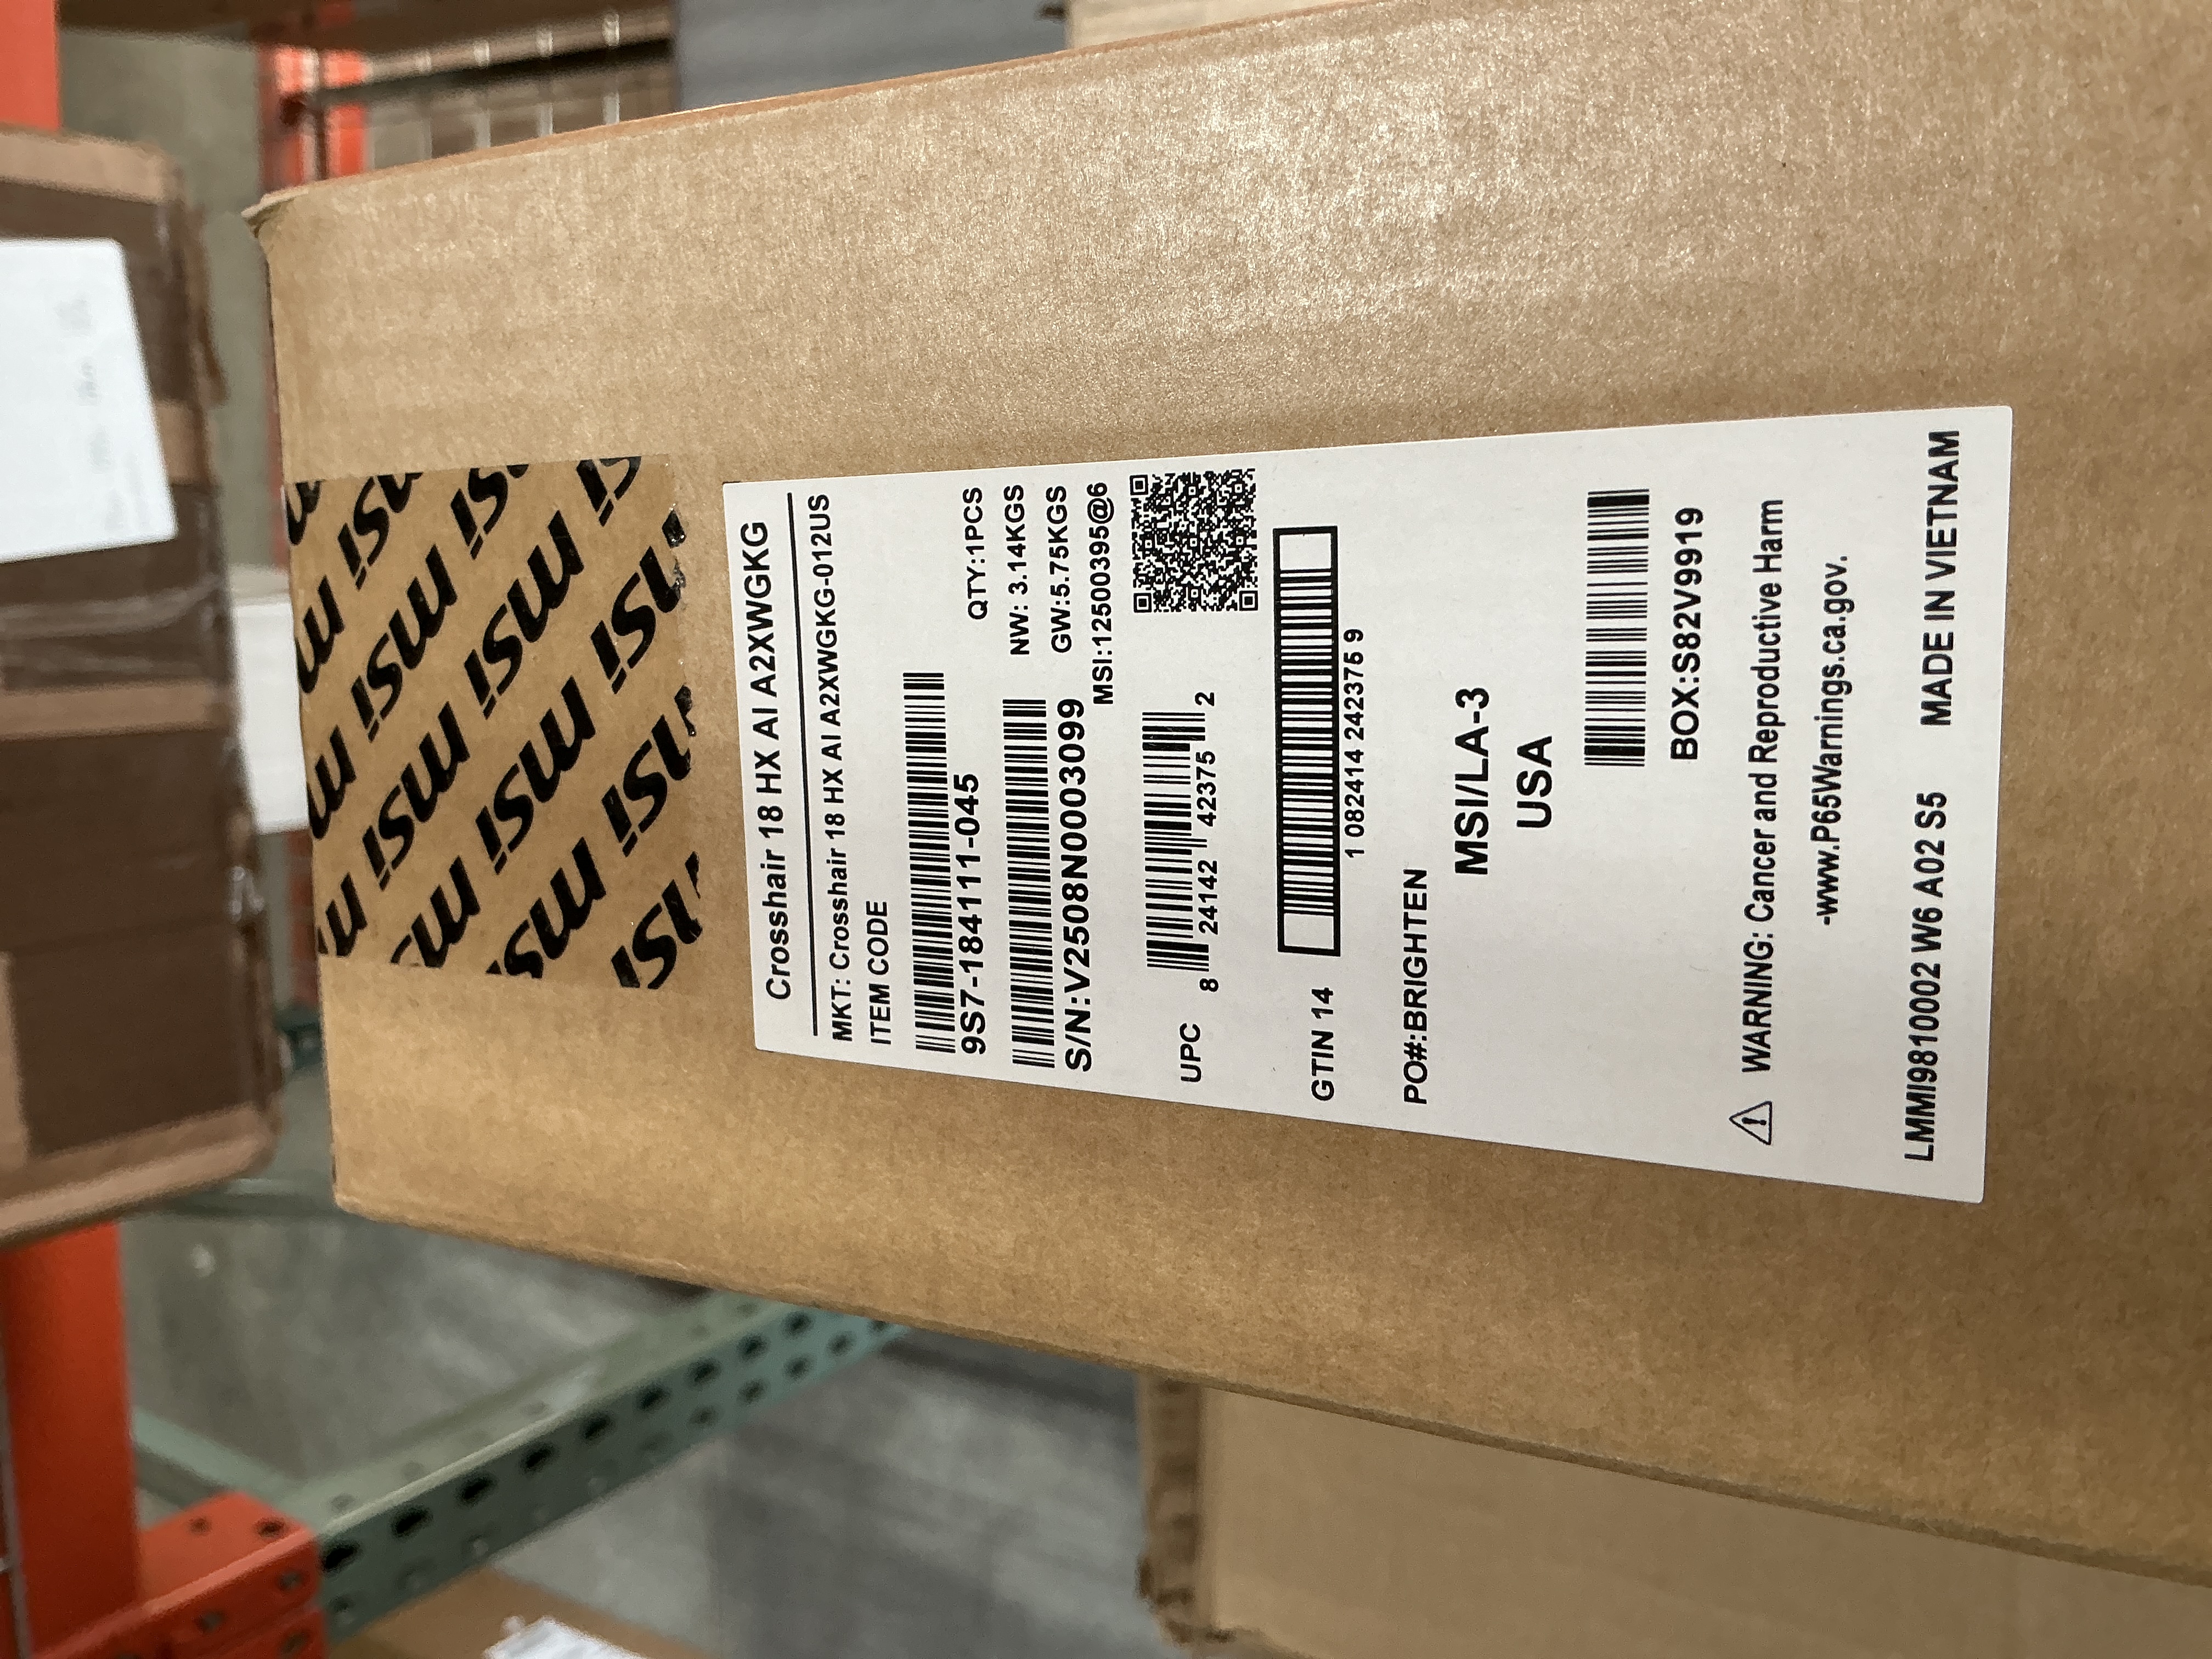 msi
Crosshair 18 HX AI A2XWGKG
MKT: Crosshair 18 HX AI A2XWGKG-012US
ITEM CODE
9S7-184111-045
QTY:1PCS
S/N:V2508N0003099
NW: 3.14KGS
GW:5.75KGS
MSI:12500395@6
UPC
8 24142 42375 2
GTIN 14
1 082414 242375 9
PO#:BRIGHTEN
MSI/LA-3
USA
BOX:S82V9919
WARNING: Cancer and Reproductive Harm
-www.P65Warnings.ca.gov.
LMMI9810002 W6 A02 S5 MADE IN VIETNAM